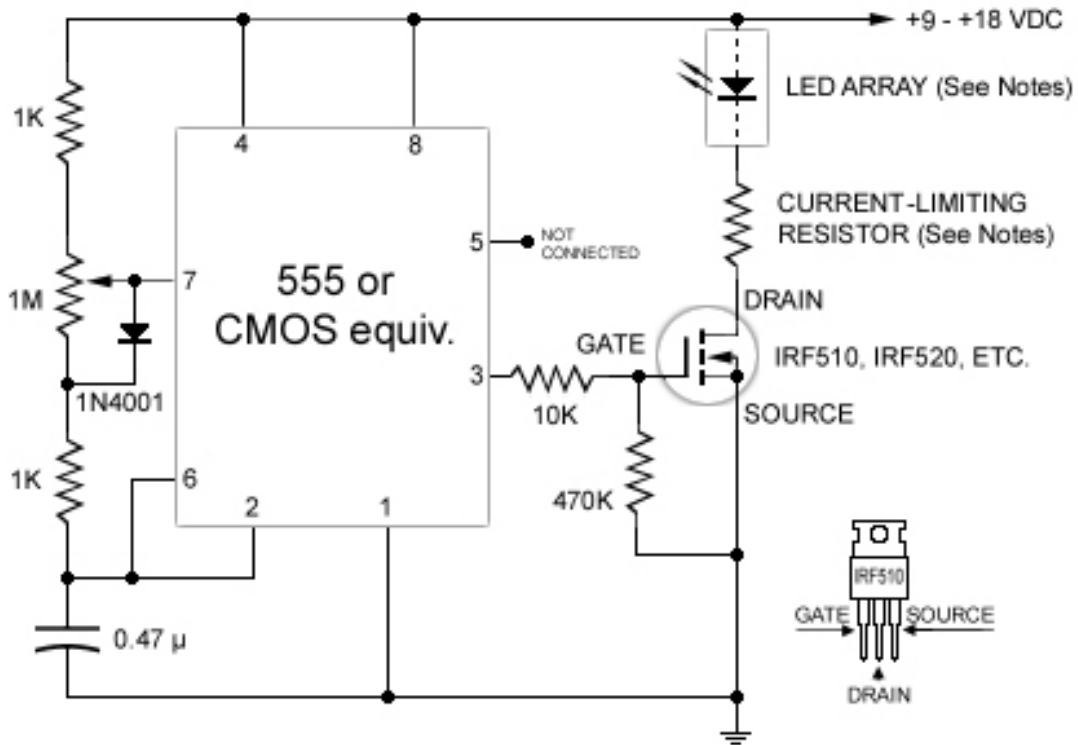 +9 - +18 VDC
1K
4
8
LED ARRAY (See Notes)
CURRENT-LIMITING
RESISTOR (See Notes)
5
NOT
CONNECTED
7
1M
555 or
CMOS equiv.
DRAIN
GATE
IRF510, IRF520, ETC.
3
1N4001
10K
SOURCE
1K
6
2
1
470K
IRF510
GATE
SOURCE
0.47 µ
DRAIN